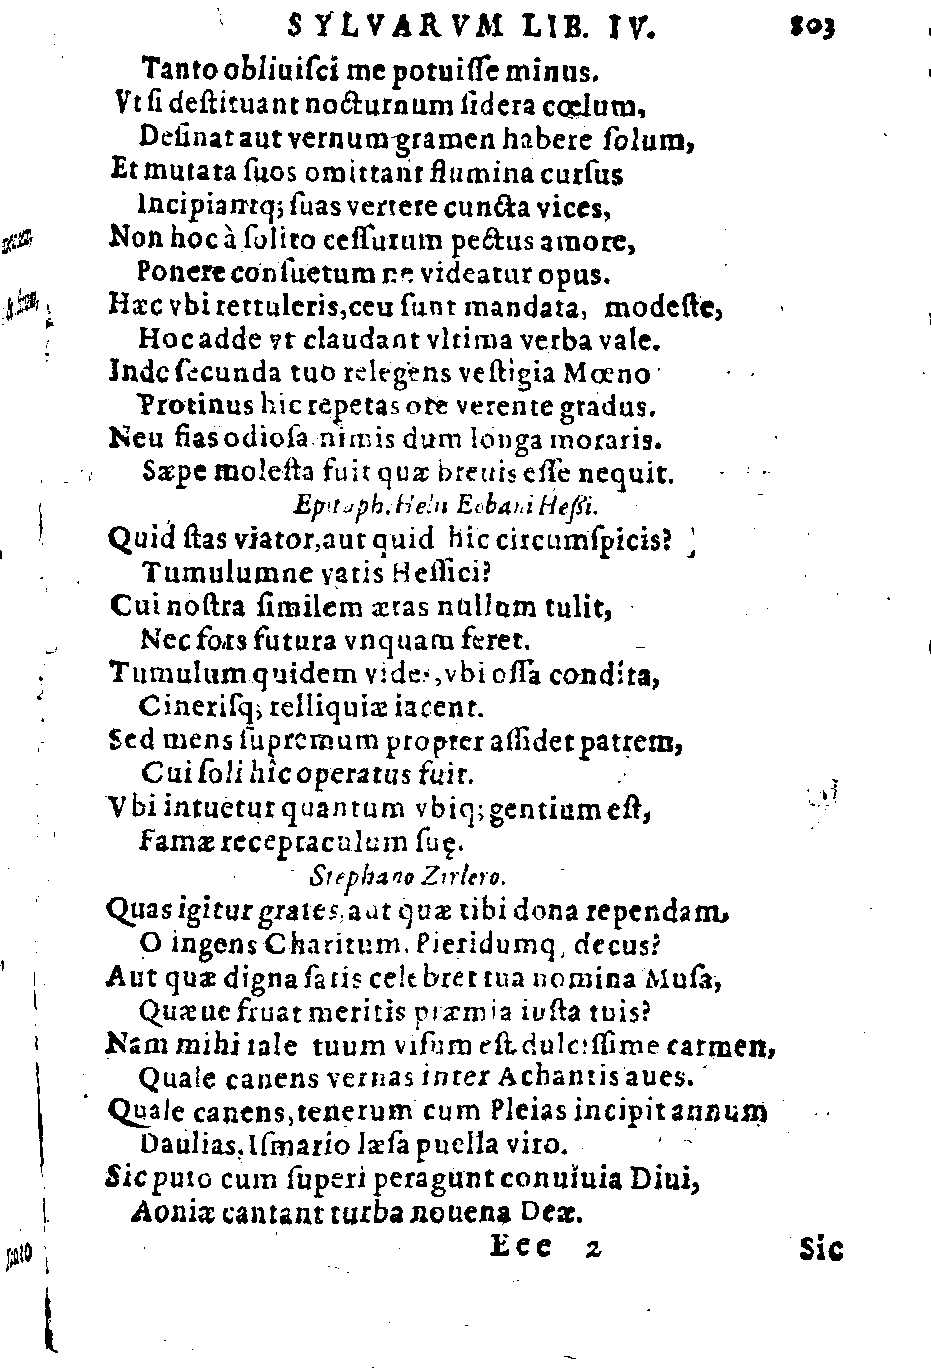 SYLVARVM LIB. IV. 803
Tanto obliuiſci me potuiſſe minus.
Vt ſi deſtituant nocturnum ſidera cœlum,
Deſinat aut vernum gramen habere ſolum,
Et mutata ſuos omittant flumina curſus
Incipiantq; ſuas vertere cuncta vices,
Non hoc à ſolito ceſſurum pectus amore,
Ponere conſuetum ne videatur opus.
Hæc vbi rettuleris, ceu ſunt mandata, modeſte,
Hoc adde vt claudant vltima verba vale.
Inde ſecunda tuo relegens veſtigia Mœno
Protinus hic repetas ore verente gradus.
Neu fias odioſa nimis dum longa moraris.
Sæpe moleſta fuit quæ breuis eſſe nequit.
Epitaph. Heli Eobani Heſſi.
Quid ſtas viator, aut quid hic circumſpicis?
Tumulumne vatis Heſſici?
Cui noſtra ſimilem ætas nullum tulit,
Nec fors futura vnquam feret.
Tumulum quidem vides, vbi oſſa condita,
Cineriſq; relliquiæ iacent.
Sed mens ſupremum propter aſſidet patrem,
Cui ſoli hîc operatus fuit.
Vbi intuetur quantum vbiq; gentium eſt,
Famæ receptaculum ſuę.
Stephano Zirlero.
Quas igitur grates, aut quæ tibi dona rependam,
O ingens Charitum. Pieridumq, decus?
Aut quæ digna ſatis celebret tua nomina Muſa,
Quæue fruat meritis præmia iuſta tuis?
Nam mihi tale tuum viſum eſt dulciſſime carmen,
Quale canens vernas inter Achantis aues.
Quale canens, tenerum cum Pleias incipit annum
Daulias, Iſmario læſa puella viro.
Sic puto cum ſuperi peragunt conuiuia Diui,
Aoniæ cantant turba nouena Deæ.
Eee 2 Sic